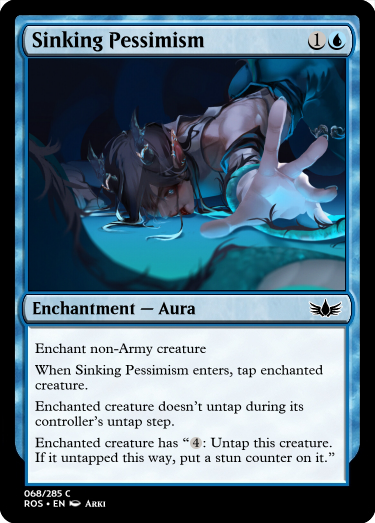 Sinking Pessimism 1
Enchantment — Aura
Enchant non-Army creature
When Sinking Pessimism enters, tap enchanted
creature.
Enchanted creature doesn't untap during its
controller's untap step.
Enchanted creature has “4: Untap this creature.
If it untapped this way, put a stun counter on it.”
068/285 C
ROS • EN Arki